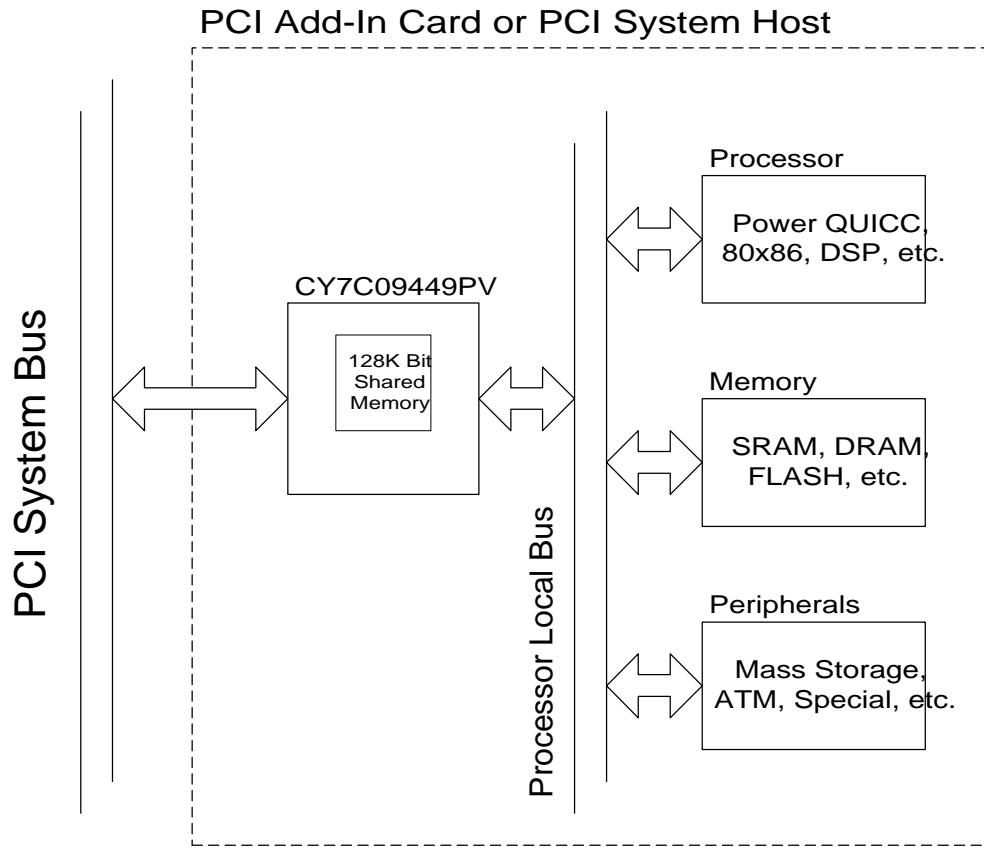 PCI Add-In Card or PCI System Host
PCI System Bus
CY7C09449PV
128K Bit
Shared
Memory
Processor Local Bus
Processor
Power QUICC,
80x86, DSP, etc.
Memory
SRAM, DRAM,
FLASH, etc.
Peripherals
Mass Storage,
ATM, Special, etc.